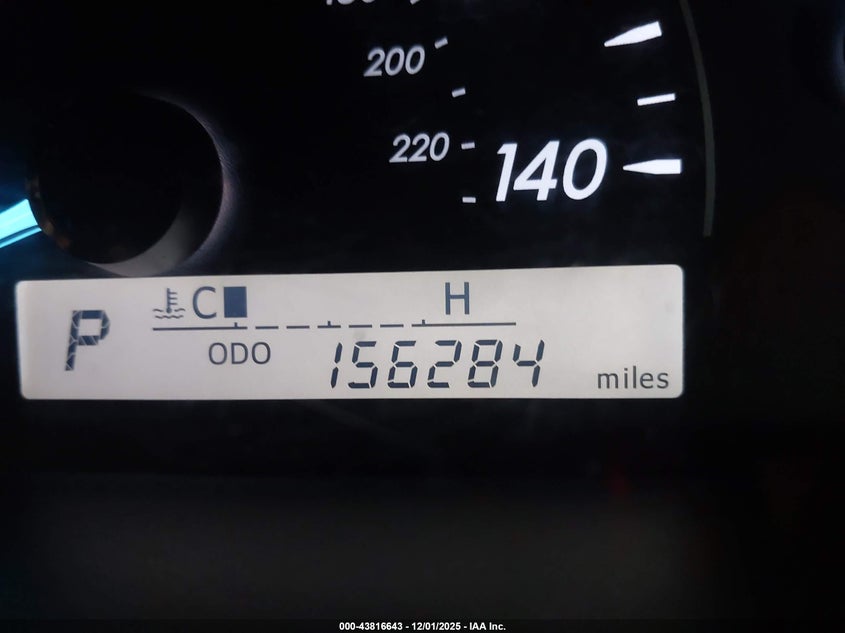 200
220
140
C H
P
ODO 156284 miles
000-43816643 - 12/01/2025 - IAA Inc.